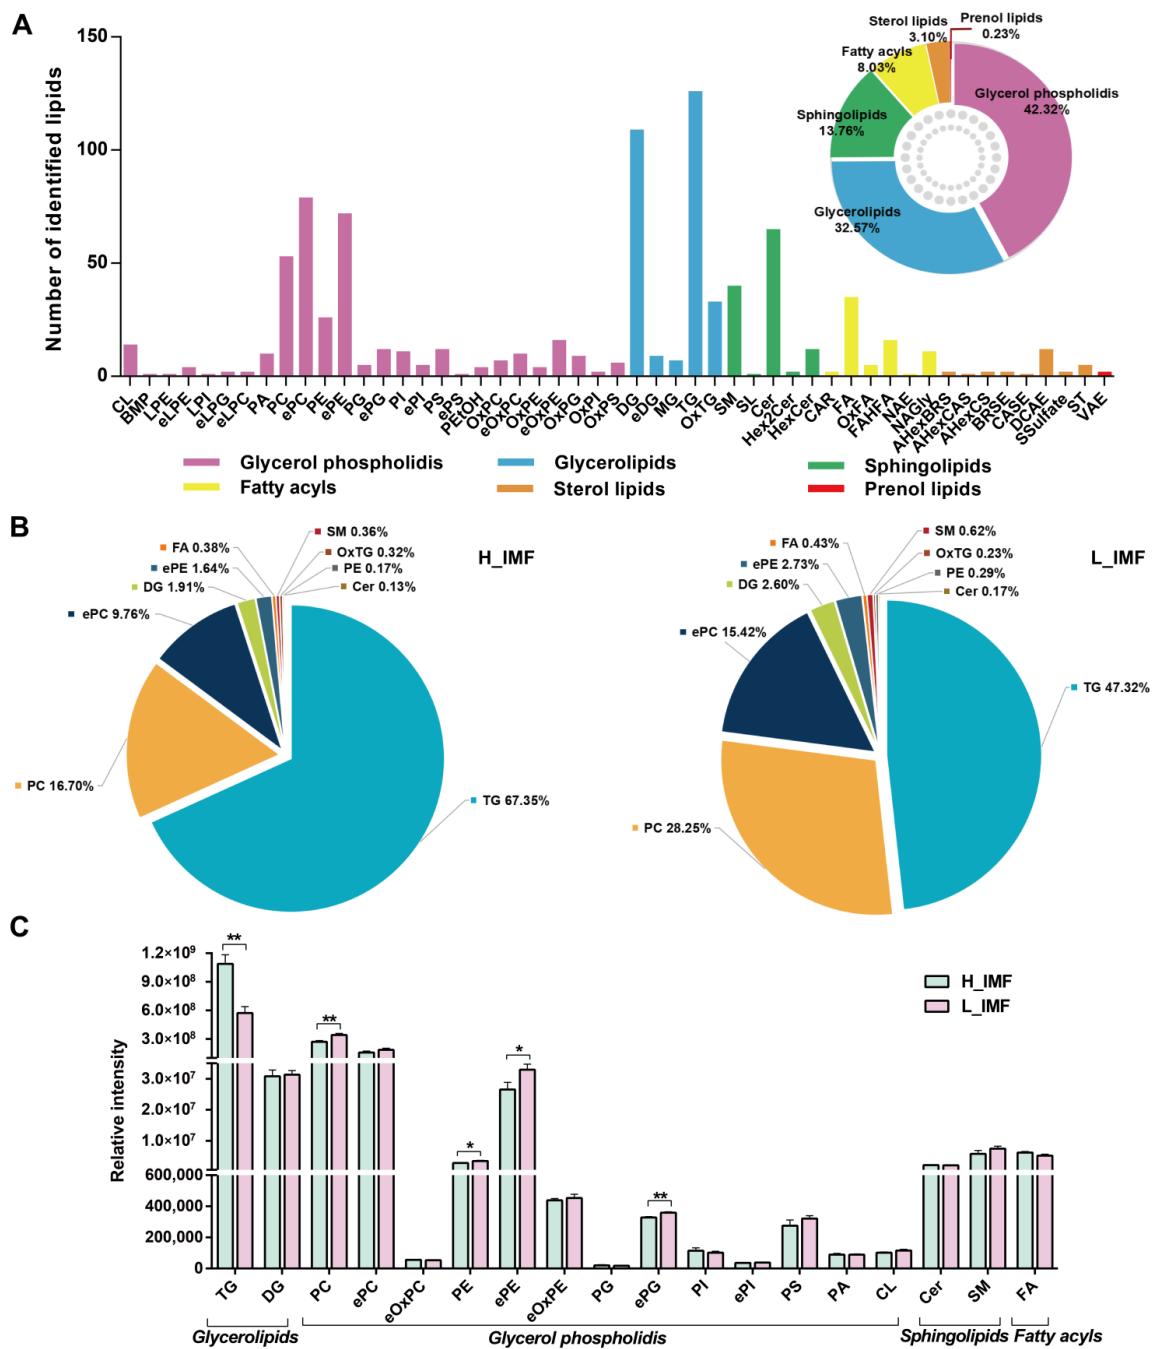 A
150
100
50
0
Number of identified lipids
Sterol lipids
3.10%
Prenol lipids
0.23%
Fatty acyls
8.03%
Glycerol phospholidis
42.32%
Sphingolipids
13.76%
Glycerolipids
32.57%
CL
BMP
LPE
eLPE
LPI
eLPG
eLPC
PA
PC
ePC
PE
ePE
PG
ePG
PI
ePI
PS
ePS
PEtOH
OxPC
eOxPC
OxPE
eOxPE
OxPG
OxPI
OxPS
DG
eDG
MG
TG
OxTG
SM
SL
Cer
Hex2Cer
HexCer
CAR
FA
OxFA
FAHFA
NAE
NAGly
AHexBRS
AHexCAS
AHexCS
BRSE
CASE
DCAE
SSulfate
ST
VAE
Glycerol phospholidis
Glycerolipids
Sphingolipids
Fatty acyls
Sterol lipids
Prenol lipids
B
H_IMF
SM 0.36%
FA 0.38%
OxTG 0.32%
ePE 1.64%
PE 0.17%
DG 1.91%
Cer 0.13%
ePC 9.76%
PC 16.70%
TG 67.35%
L_IMF
SM 0.62%
FA 0.43%
OxTG 0.23%
ePE 2.73%
PE 0.29%
DG 2.60%
Cer 0.17%
ePC 15.42%
TG 47.32%
PC 28.25%
C
Relative intensity
1.2×10⁹
9.0×10⁸
6.0×10⁸
3.0×10⁸
3.0×10⁷
2.0×10⁷
1.0×10⁷
600,000
400,000
200,000
0
**
**
*
*
**
H_IMF
L_IMF
TG
DG
PC
ePC
eOxPC
PE
ePE
eOxPE
PG
ePG
PI
ePI
PS
PA
CL
Cer
SM
FA
Glycerolipids
Glycerol phospholidis
Sphingolipids
Fatty acyls